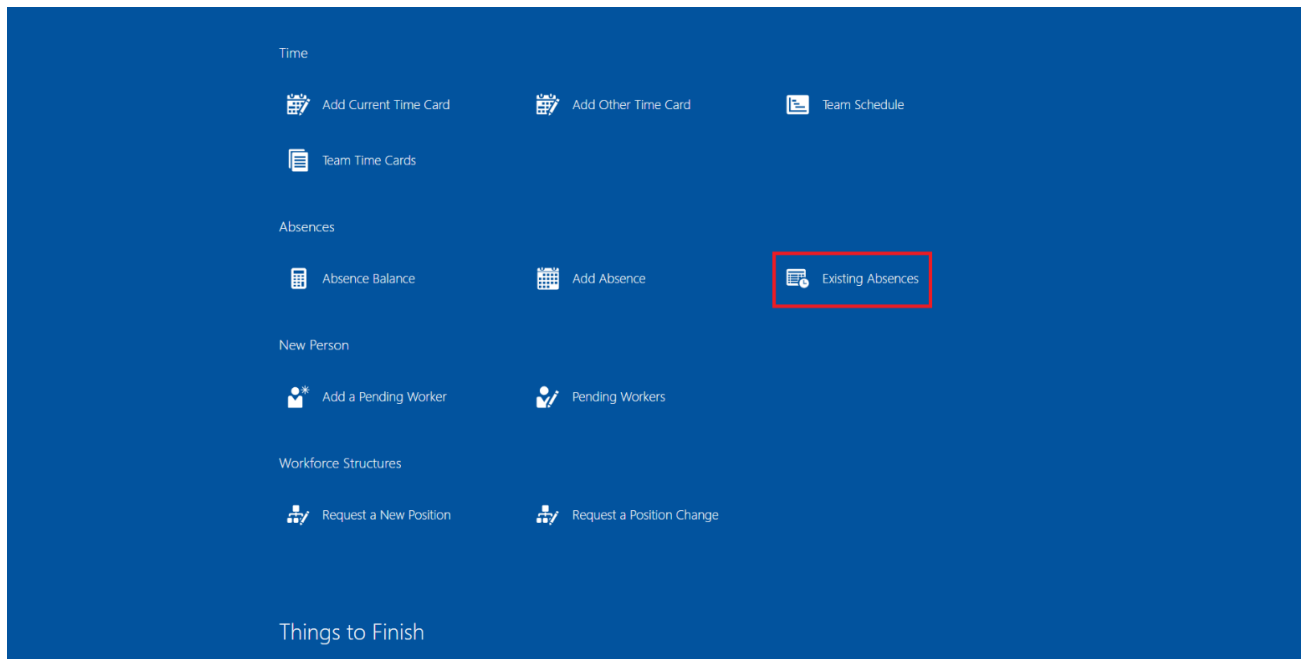 Time
Add Current Time Card
Add Other Time Card
Team Schedule
Team Time Cards
Absences
Absence Balance
Add Absence
Existing Absences
New Person
Add a Pending Worker
Pending Workers
Workforce Structures
Request a New Position
Request a Position Change
Things to Finish